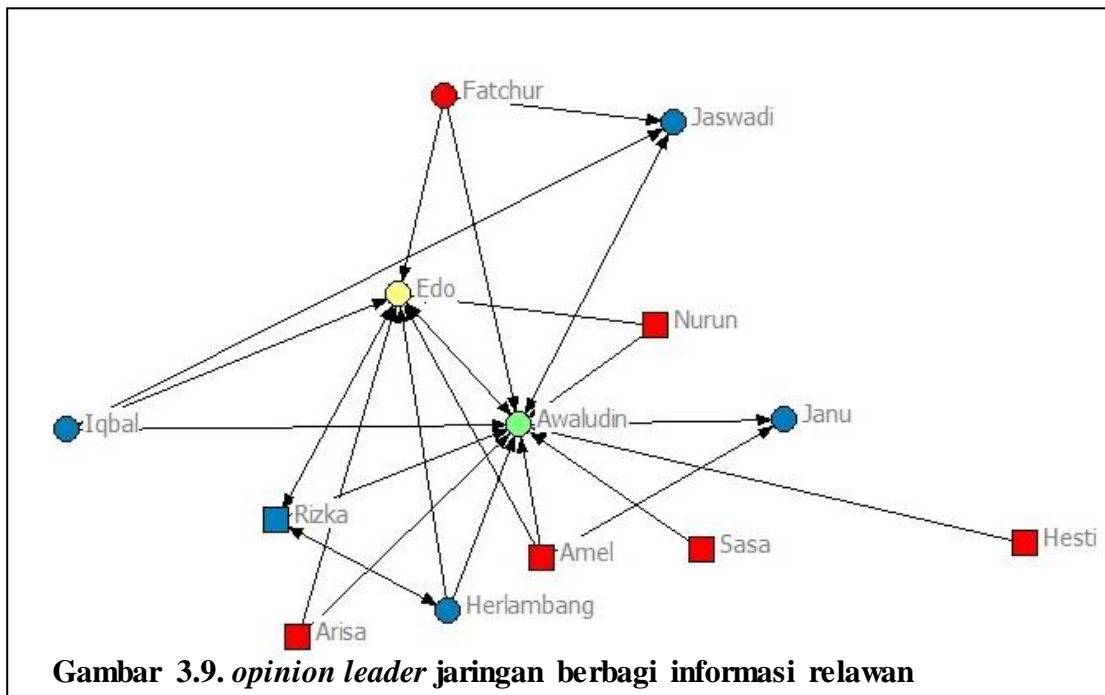 Fatchur
Jaswadi
Edo
Nurun
Iqbal
Awaludin
Janu
Rizka
Amel
Sasa
Hesti
Herlambang
Arisa
Gambar 3.9. opinion leader jaringan berbagi informasi relawan